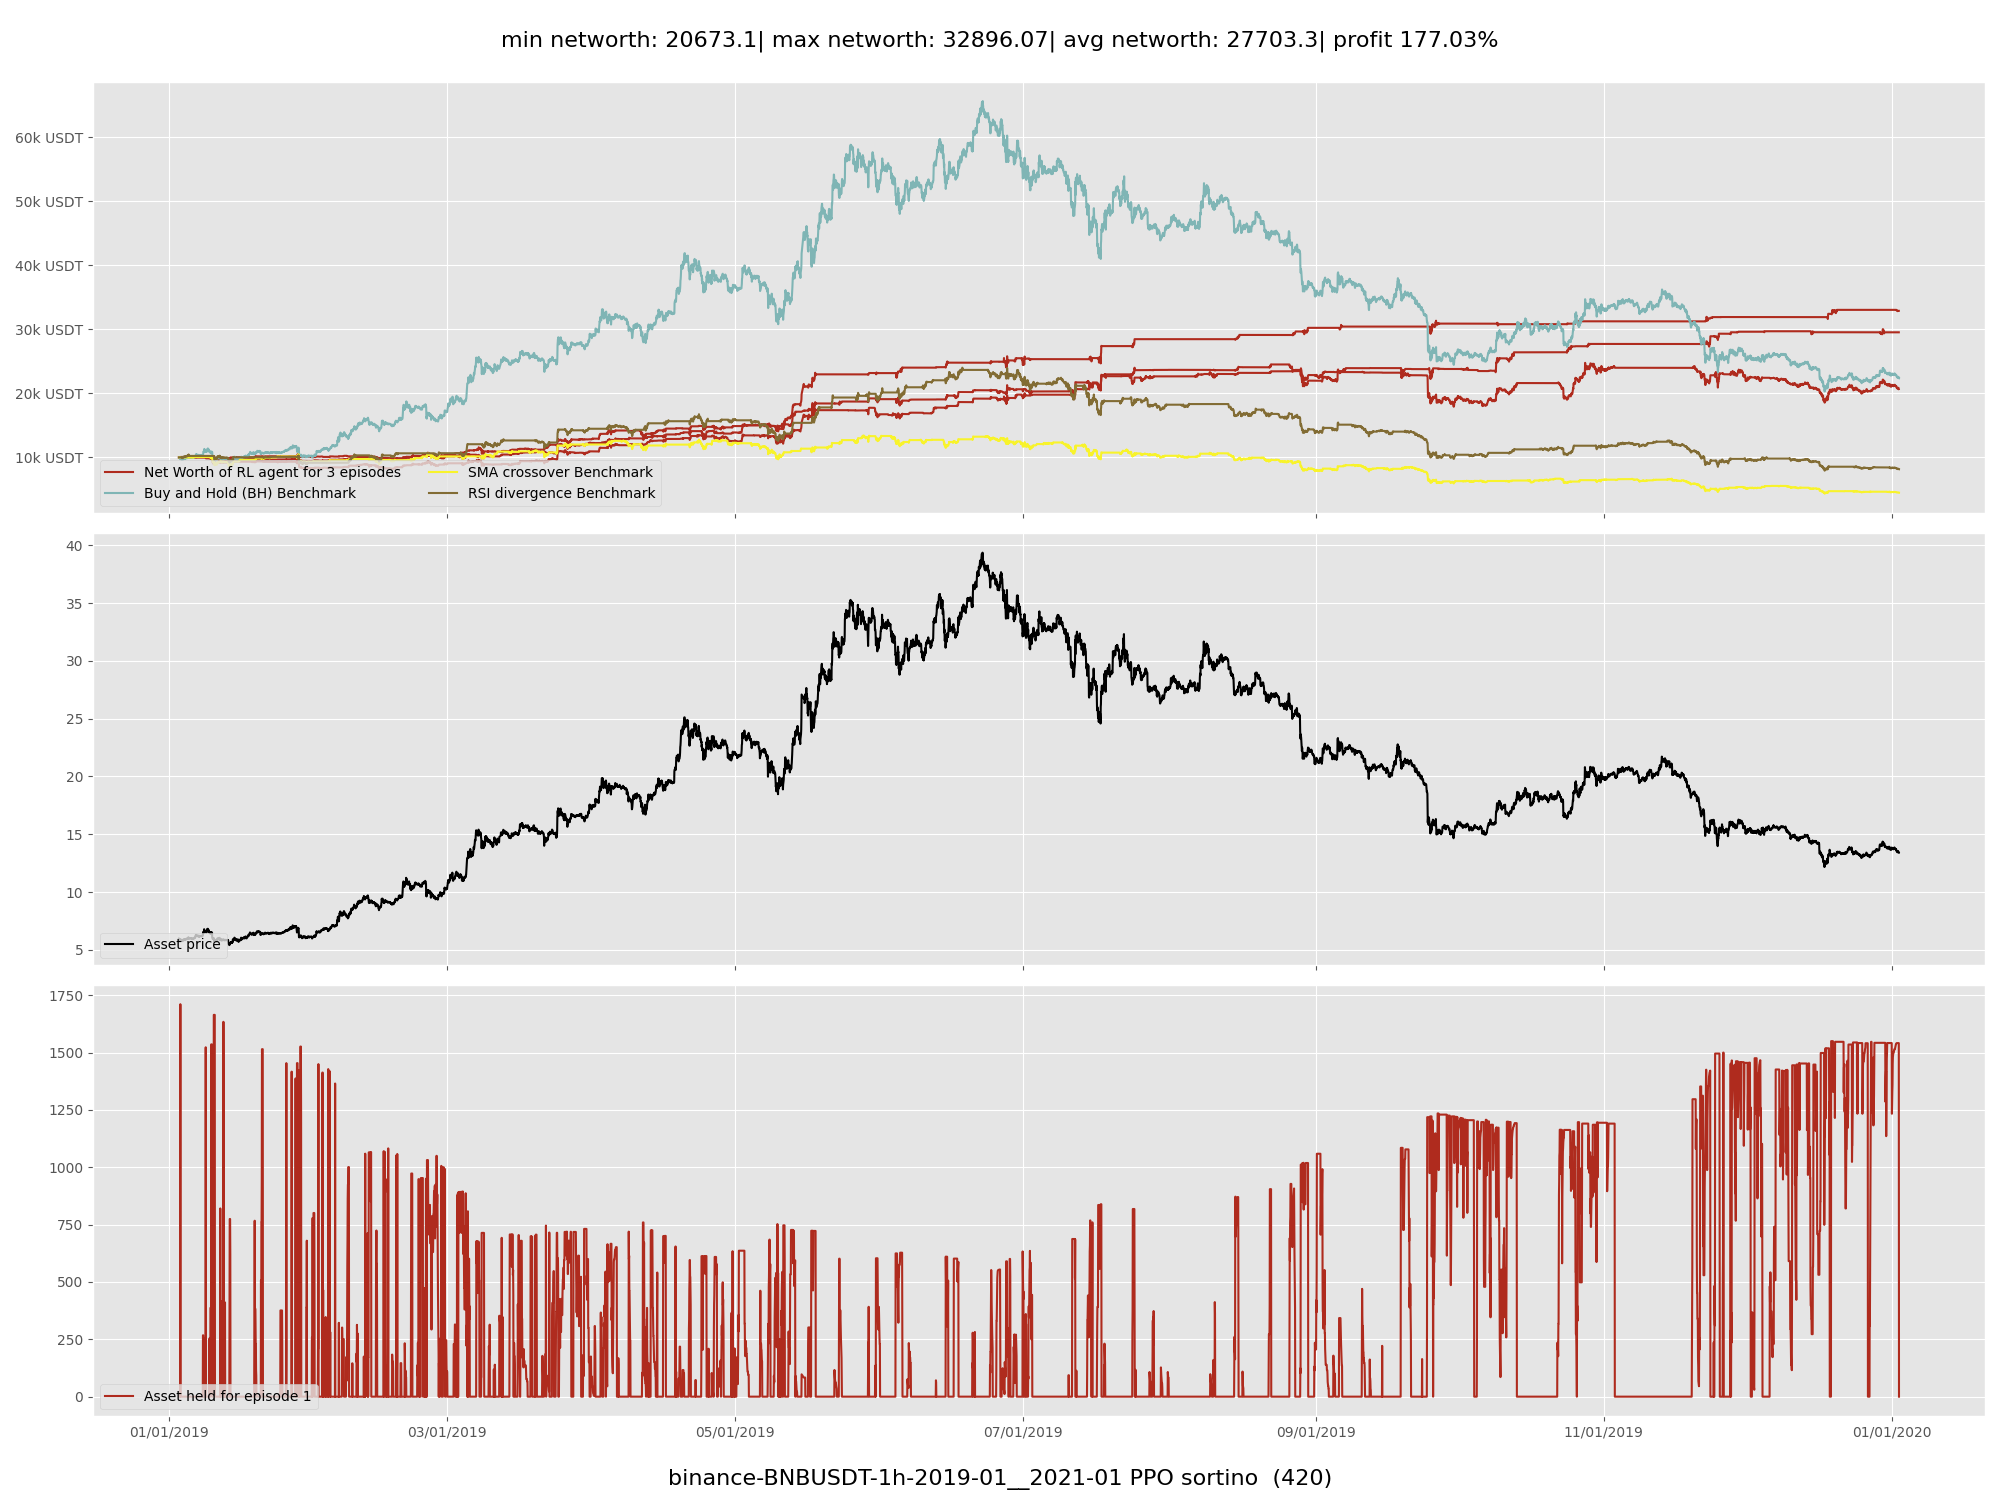 min networth: 20673.1| max networth: 32896.07| avg networth: 27703.3| profit 177.03%
60k USDT
50k USDT
40k USDT
30k USDT
20k USDT
10k USDT
Net Worth of RL agent for 3 episodes
Buy and Hold (BH) Benchmark
SMA crossover Benchmark
RSI divergence Benchmark
40
35
30
25
20
15
10
5
Asset price
1750
1500
1250
1000
750
500
250
0
Asset held for episode 1
01/01/2019 03/01/2019 05/01/2019 07/01/2019 09/01/2019 11/01/2019 01/01/2020
binance-BNBUSDT-1h-2019-01__2021-01 PPO sortino (420)